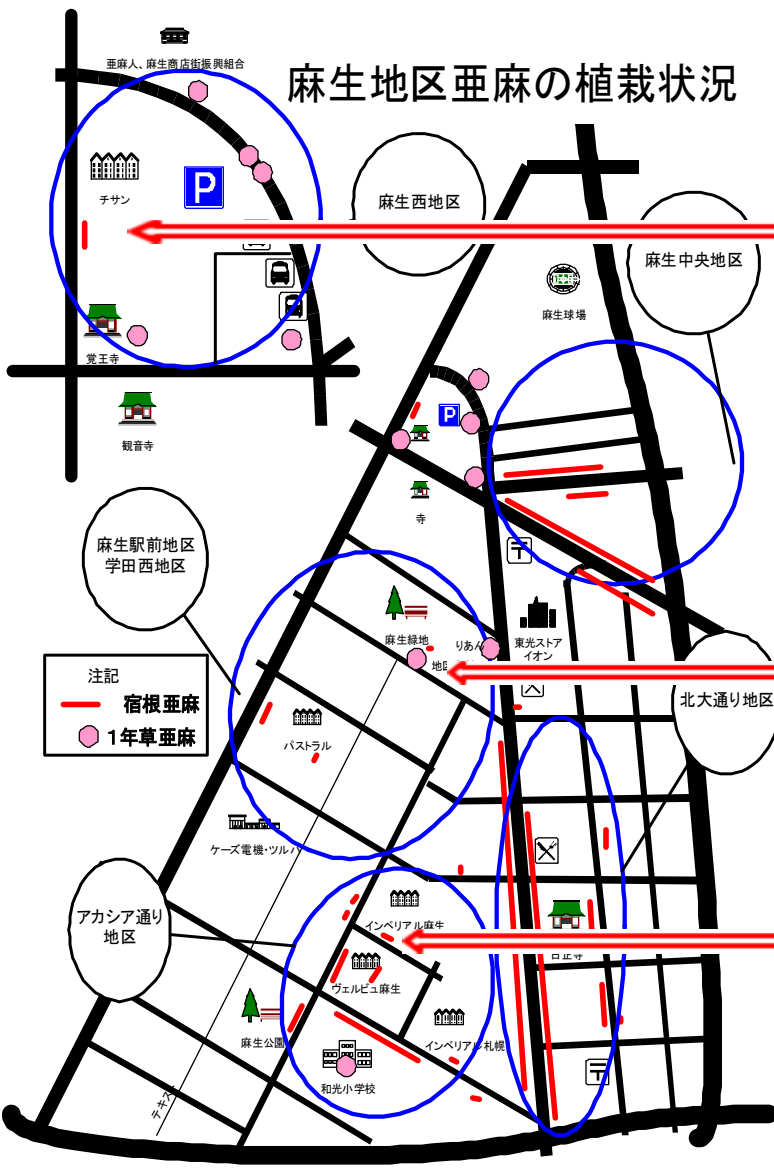 亜麻人、麻生商店街振興組合
麻生地区亜麻の植栽状況
チサン
P
麻生西地区
麻生中央地区
麻生球場
覚王寺
観音寺
P
寺
麻生駅前地区
学田西地区
〒
麻生緑地
りあん
東光ストア
イオン
注記
宿根亜麻
1年草亜麻
北大通り地区
パストラル
ケーズ電機・ツルハ
アカシア通り
地区
インペリアル麻生
ヴェルビュ麻生
麻生公園
インペリアル札幌
和光小学校
〒
テキスト